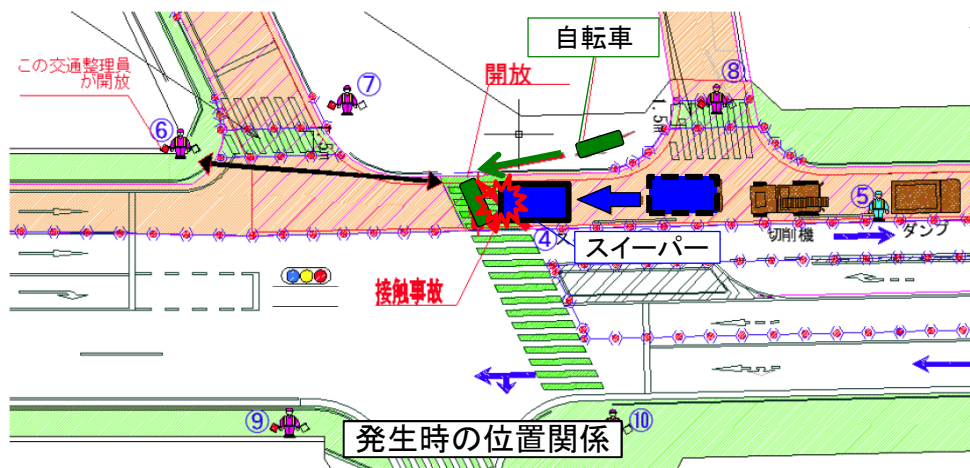 自転車
この交通整理員
が開放
開放
⑦
⑧
⑥
1.5m
5m
⑤
④
スイーパー
切削機
ダンプ
接触事故
⑨
⑩
発生時の位置関係